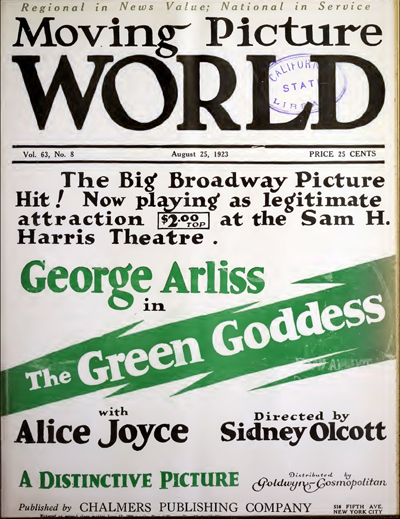 Regional in News Value; National in Service
Moving Picture
WORLD
CALIFORNIA
STATE
LIBRARY
Vol. 63, No. 8 August 25, 1923 PRICE 25 CENTS
The Big Broadway Picture
Hit! Now playing as legitimate
attraction $2.00 TOP at the Sam H.
Harris Theatre.
George Arliss
in
The Green Goddess
with
Alice Joyce
Directed by
Sidney Olcott
A DISTINCTIVE PICTURE
Distributed by
Goldwyn-Cosmopolitan
Published by CHALMERS PUBLISHING COMPANY
516 FIFTH AVE.
NEW YORK CITY